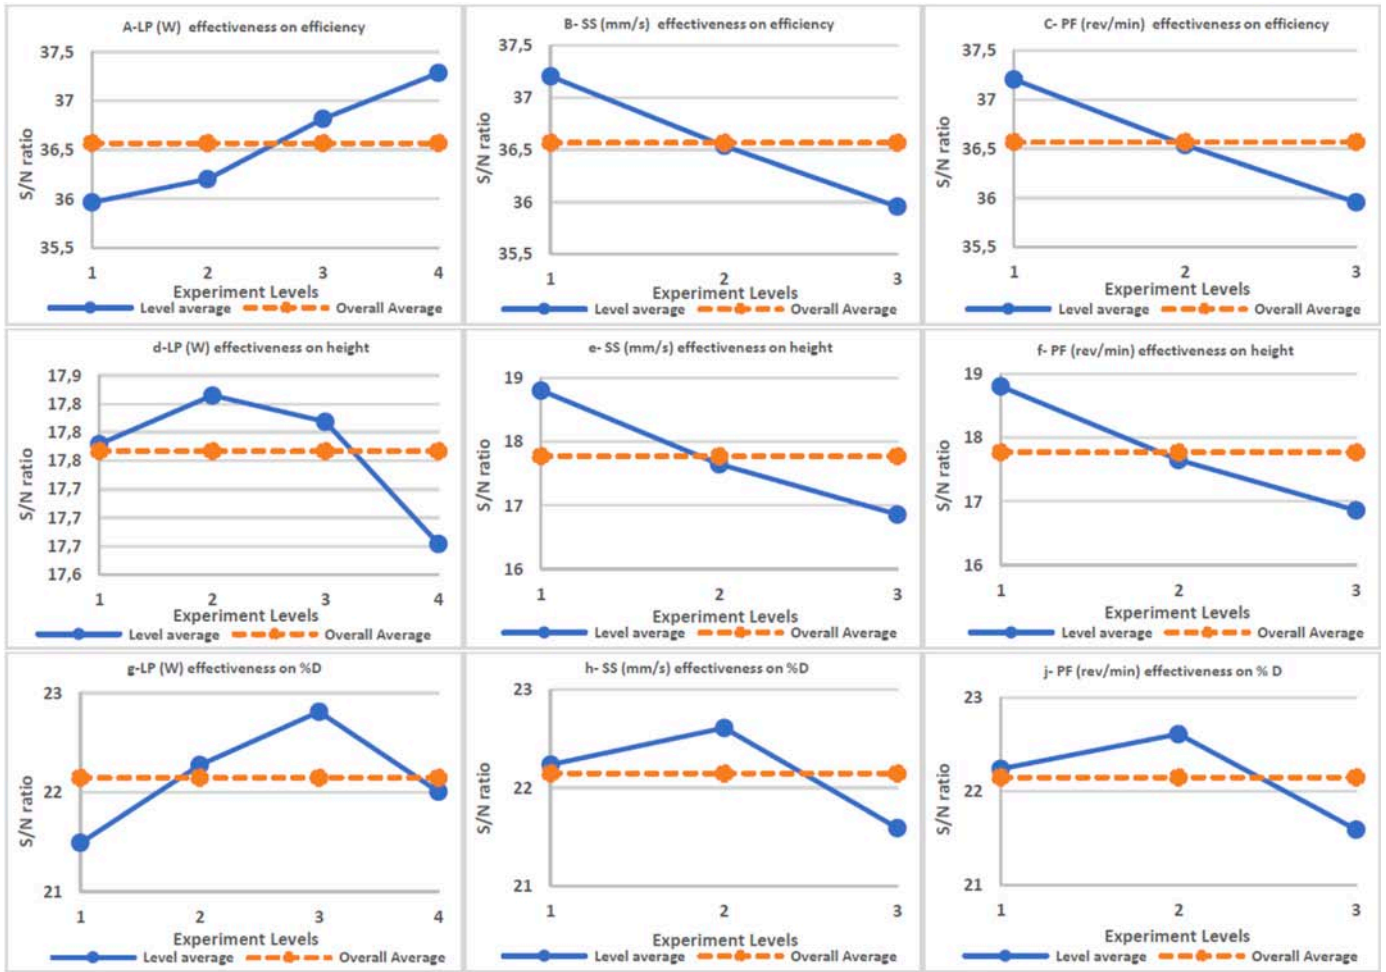 A-LP (W) effectiveness on efficiency
37,5
37
36,5
36
35,5
S/N ratio
1 2 3 4
Experiment Levels
Level average Overall Average
B- SS (mm/s) effectiveness on efficiency
37,5
37
36,5
36
35,5
S/N ratio
1 2 3
Experiment Levels
Level average Overall Average
C- PF (rev/min) effectiveness on efficiency
37,5
37
36,5
36
35,5
S/N ratio
1 2 3
Experiment Levels
Level average Overall Average
d-LP (W) effectiveness on height
17,9
17,8
17,8
17,8
17,7
17,7
17,7
17,6
S/N ratio
1 2 3 4
Experiment Levels
Level average Overall Average
e- SS (mm/s) effectiveness on height
19
18
17
16
S/N ratio
1 2 3
Experiment Levels
Level average Overall Average
f- PF (rev/min) effectiveness on height
19
18
17
16
S/N ratio
1 2 3
Experiment Levels
Level average Overall Average
g-LP (W) effectiveness on %D
23
22
21
S/N ratio
1 2 3 4
Experiment Levels
Level average Overall Average
h- SS (mm/s) effectiveness on %D
23
22
21
S/N ratio
1 2 3
Experiment Levels
Level average Overall Average
j- PF (rev/min) effectiveness on % D
23
22
21
S/N ratio
1 2 3
Experiment Levels
Level average Overall Average